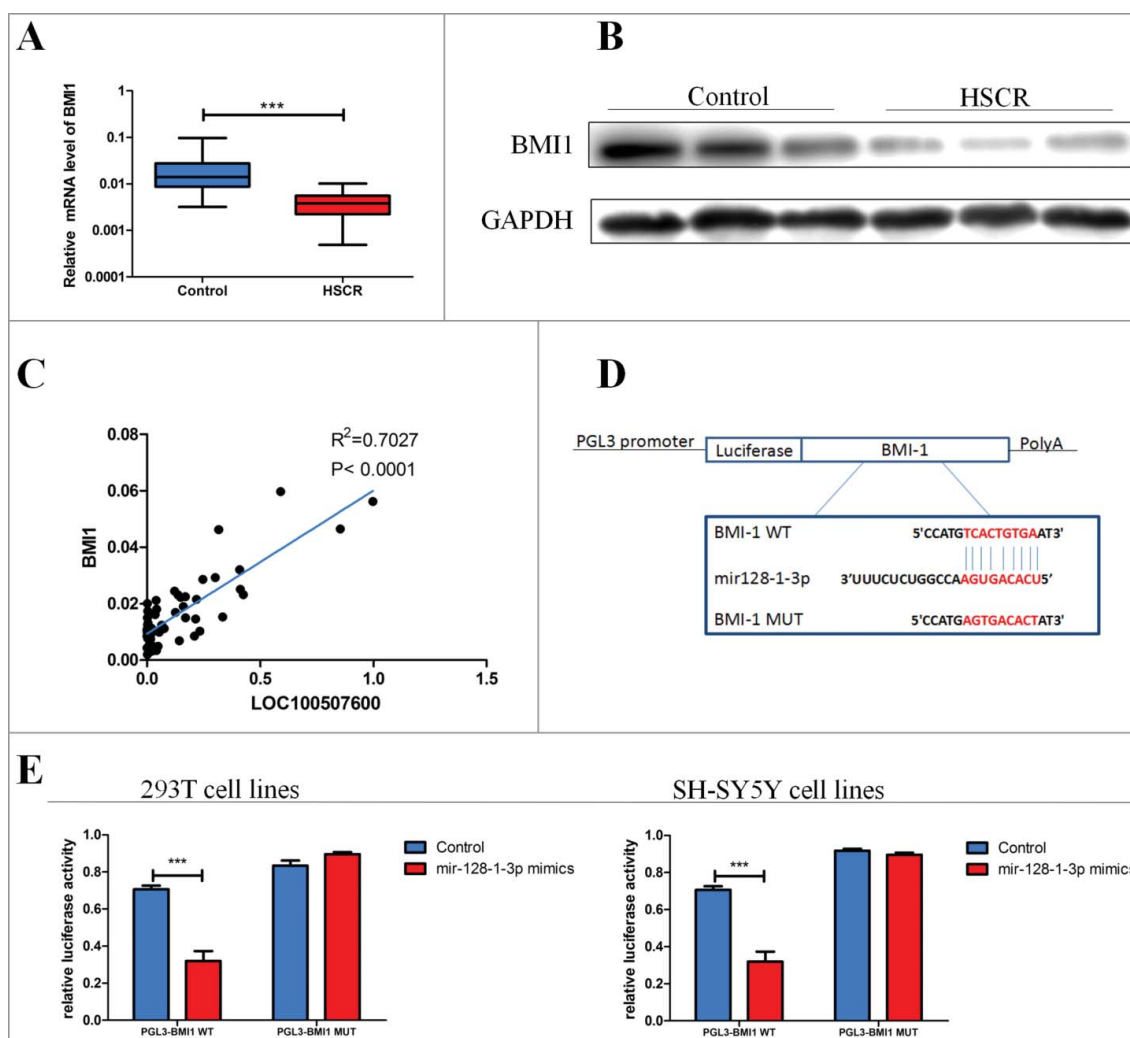 A
Relative mRNA level of BMI1
1
0.1
0.01
0.001
0.0001
***
Control
HSCR
B
Control
HSCR
BMI1
GAPDH
C
BMI1
0.08
0.06
0.04
0.02
0.00
R2=0.7027
P< 0.0001
0.0
0.5
1.0
1.5
LOC100507600
D
PGL3 promoter
Luciferase
BMI-1
PolyA
BMI-1 WT
5'CCATGTCACTGTGAAT3'
mir128-1-3p
3'UUUCUCUGGCCAAGUGACACU5'
BMI-1 MUT
5'CCATGAGTGACACTAT3'
E
293T cell lines
relative luciferase activity
1.0
0.8
0.6
0.4
0.2
0.0
***
Control
mir-128-1-3p mimics
PGL3-BMI1 WT
PGL3-BMI1 MUT
SH-SY5Y cell lines
relative luciferase activity
1.0
0.8
0.6
0.4
0.2
0.0
***
Control
mir-128-1-3p mimics
PGL3-BMI1 WT
PGL3-BMI1 MUT